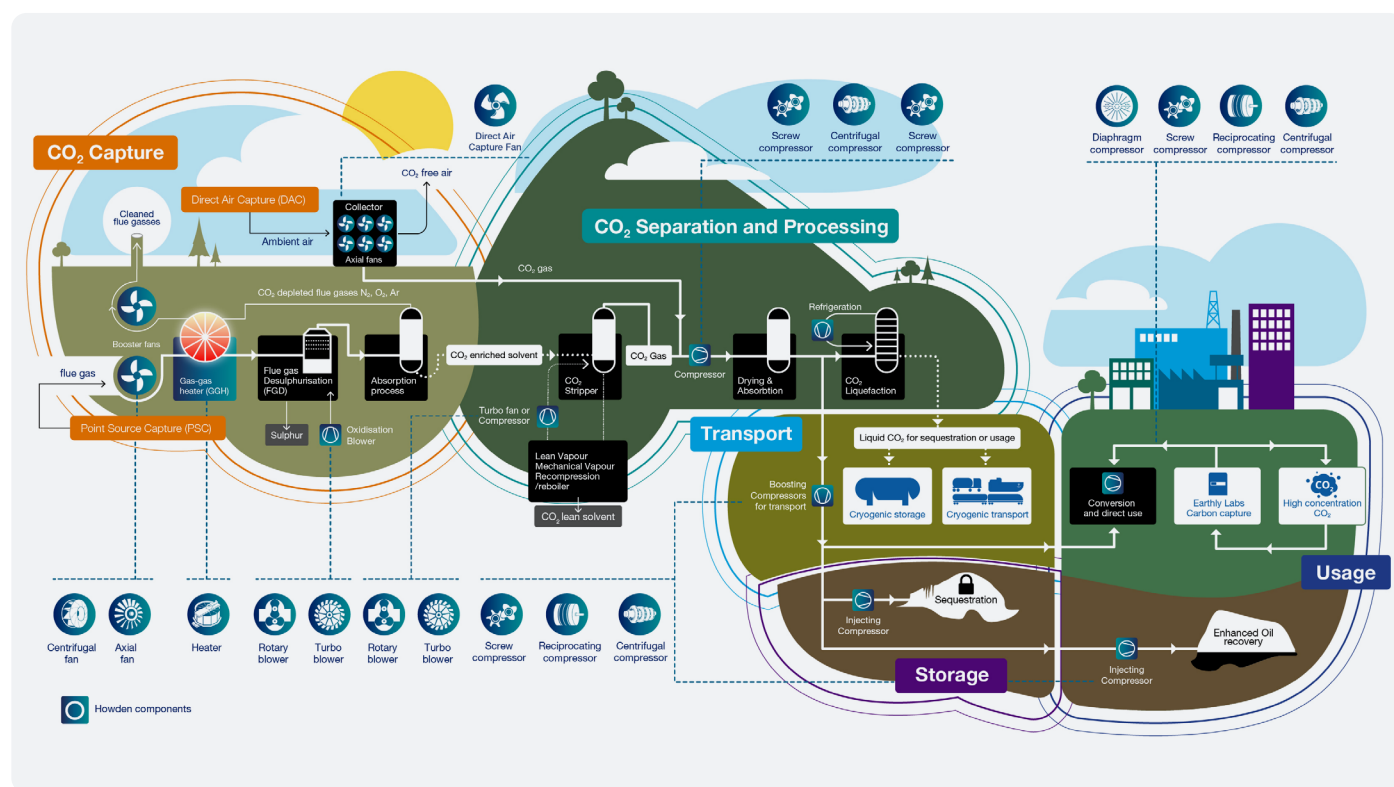 CO₂ Capture
Direct Air
Capture Fan
Screw
compressor
Centrifugal
compressor
Screw
compressor
Diaphragm
compressor
Screw
compressor
Reciprocating
compressor
Centrifugal
compressor
CO₂ free air
Direct Air Capture (DAC)
Collector
Ambient air
Axial fans
Cleaned
flue gasses
CO₂ Separation and Processing
CO₂ gas
CO₂ depleted flue gases N₂, O₂, Ar
Booster fans
flue gas
Gas-gas
heater (GGH)
Flue gas
Desulphurisation
(FGD)
Absorption
process
CO₂ enriched solvent
CO₂
Stripper
CO₂ Gas
Compressor
Drying &
Absorbtion
Refrigeration
CO₂
Liquefaction
Point Source Capture (PSC)
Sulphur
Oxidisation
Blower
Turbo fan or
Compressor
Lean Vapour
Mechanical Vapour
Recompression
/reboiler
CO₂ lean solvent
Transport
Liquid CO₂ for sequestration or usage
Boosting
Compressors
for transport
Cryogenic storage
Cryogenic transport
Conversion
and direct use
Earthly Labs
Carbon capture
CO₂
High concentration
CO₂
Usage
Sequestration
Injecting
Compressor
Enhanced Oil
recovery
Injecting
Compressor
Storage
Centrifugal
fan
Axial
fan
Heater
Rotary
blower
Turbo
blower
Rotary
blower
Turbo
blower
Screw
compressor
Reciprocating
compressor
Centrifugal
compressor
Howden components